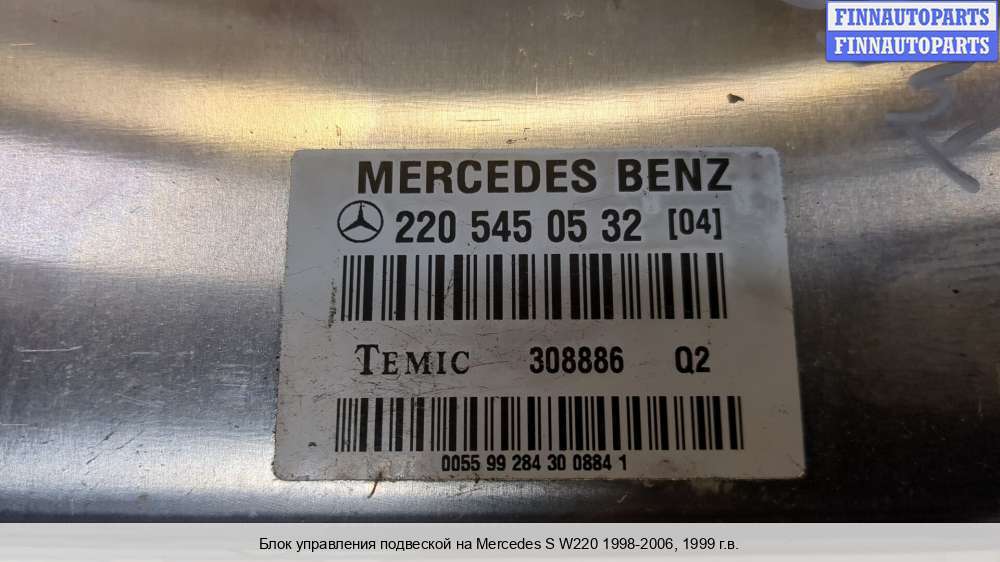 FINNAUTOPARTS
FINNAUTOPARTS
MERCEDES BENZ
220 545 05 32 [04]
TEMIC 308886 Q2
0055 99 284 30 0884 1
Блок управления подвеской на Mercedes S W220 1998-2006, 1999 г.в.